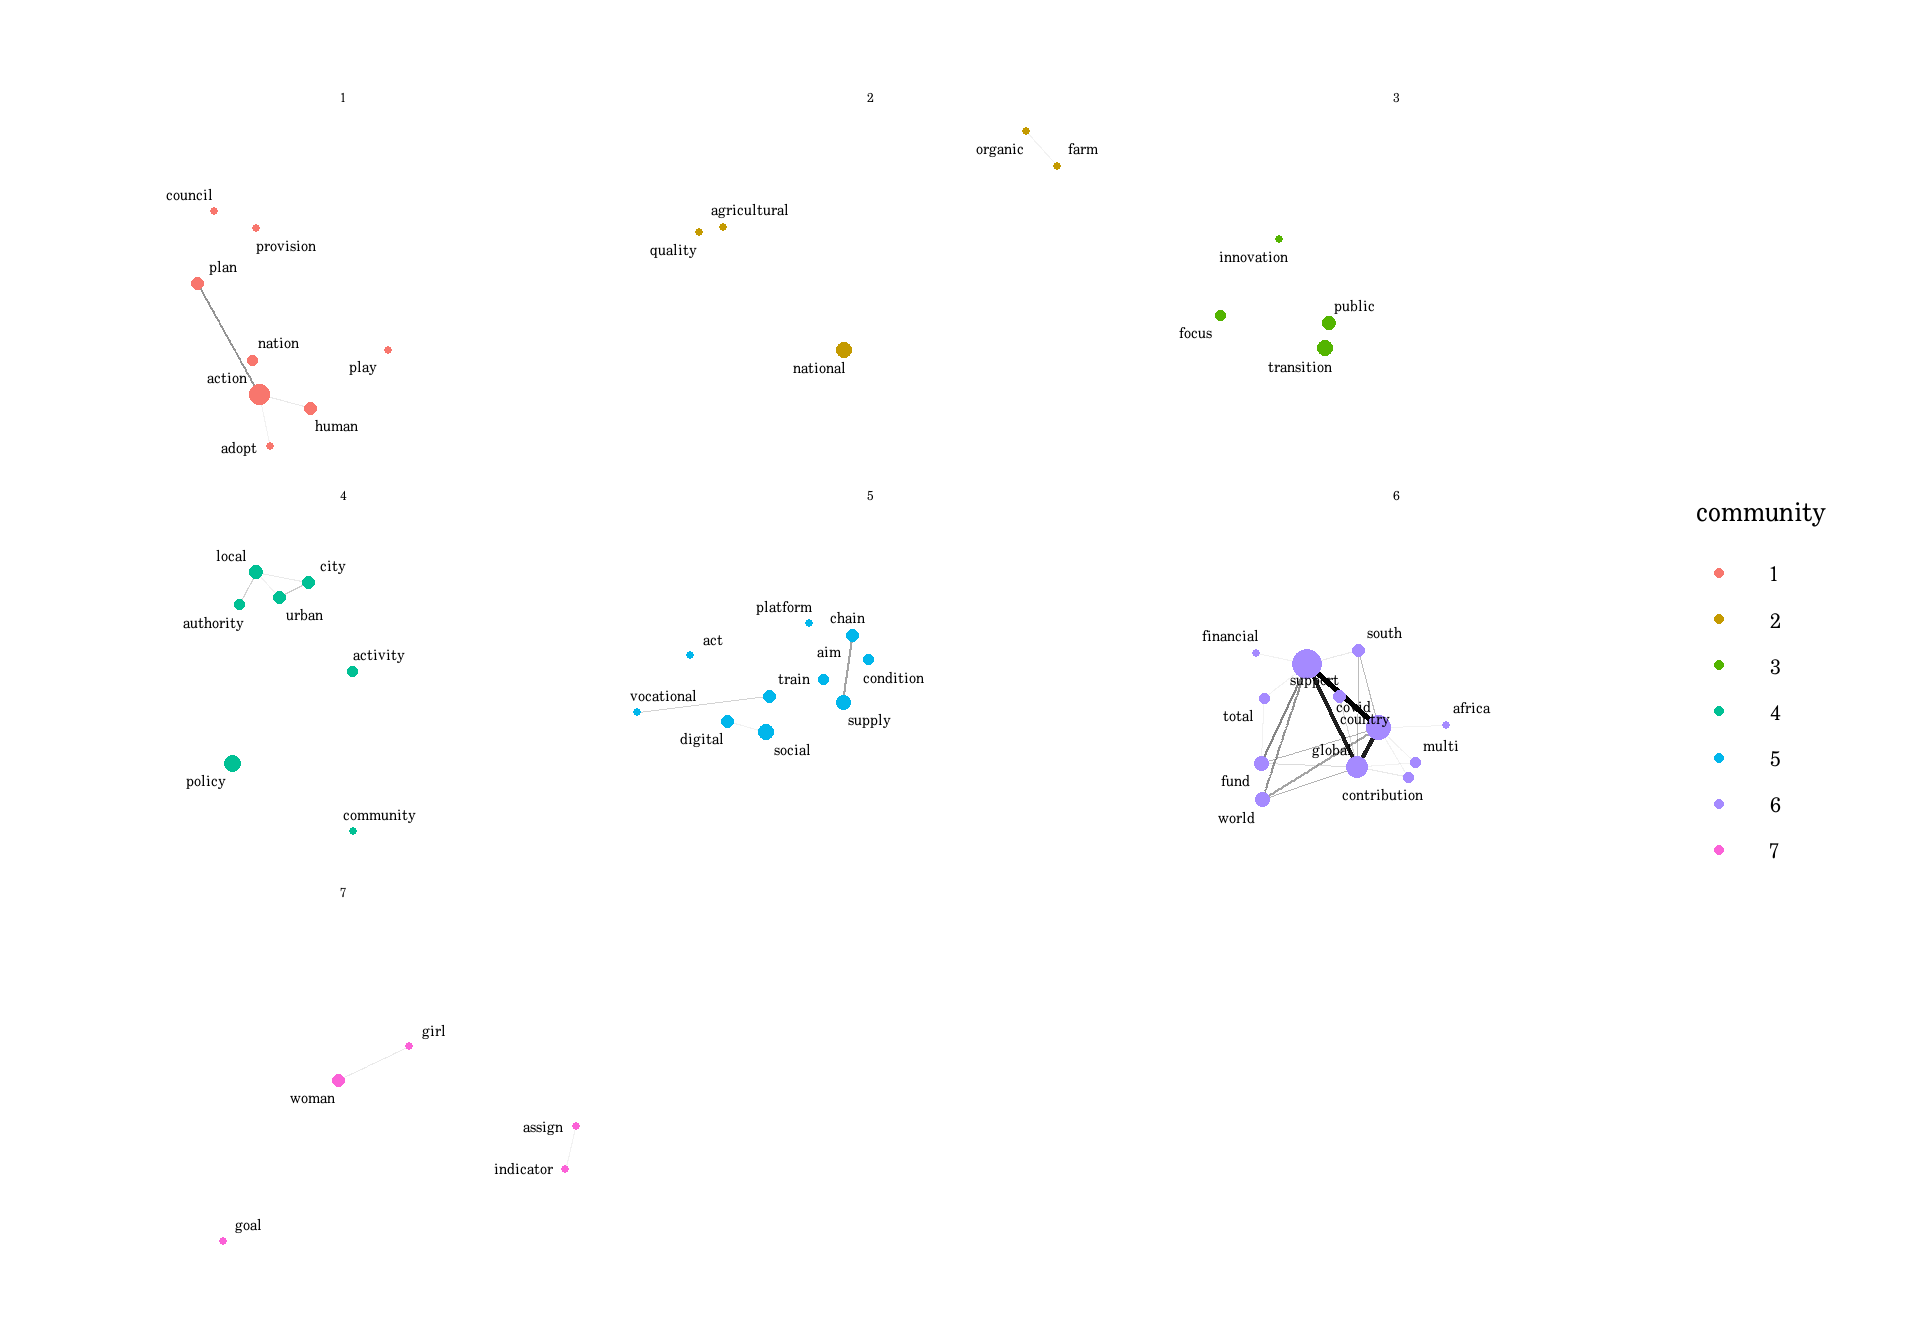 1
2
3
organic
farm
council
provision
plan
nation
play
action
human
adopt
agricultural
quality
national
innovation
public
focus
transition
4
5
6
local
city
authority
urban
activity
policy
community
platform
chain
act
aim
condition
train
vocational
supply
digital
social
financial
south
support
covid
country
africa
total
multi
global
fund
contribution
world
community
1
2
3
4
5
6
7
7
girl
woman
assign
indicator
goal